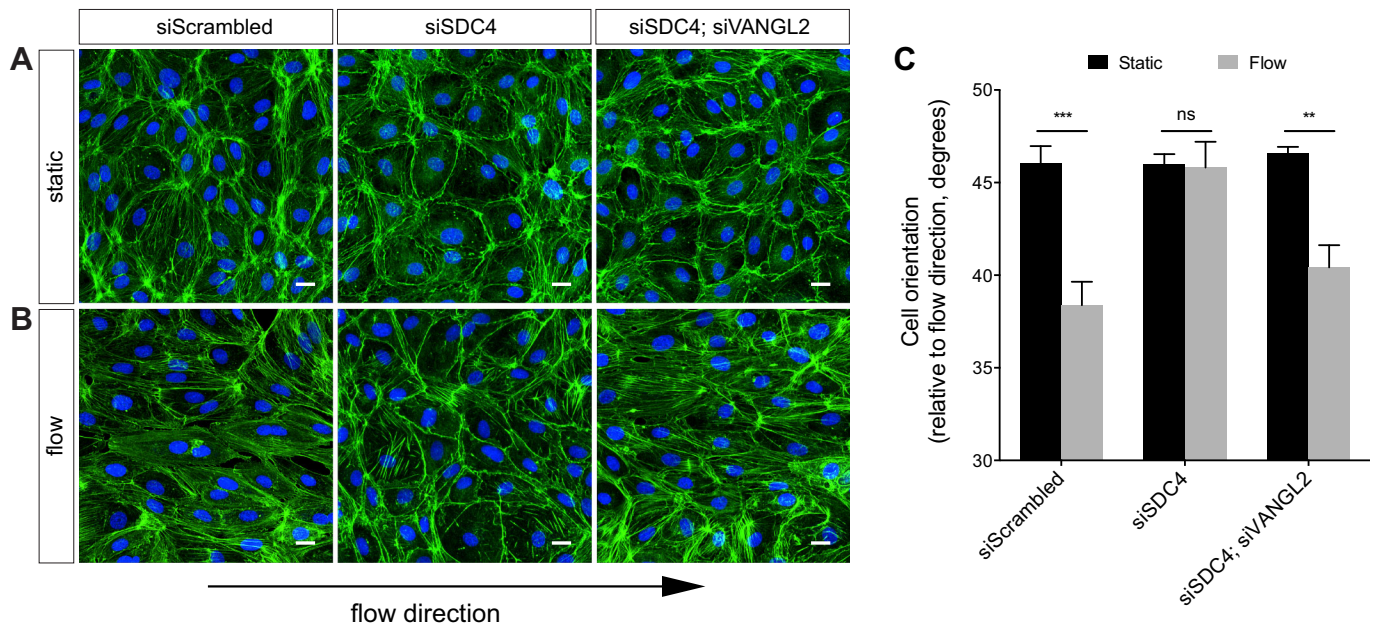 siScrambled
siSDC4
siSDC4; siVANGL2
A
static
B
flow
flow direction
C
Static
Flow
Cell orientation
(relative to flow direction, degrees)
50
45
40
35
30
***
ns
**
siScrambled
siSDC4
siSDC4; siVANGL2